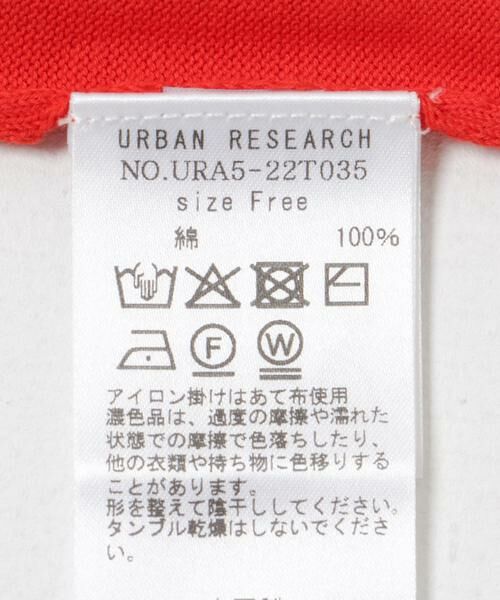 URBAN RESEARCH
NO.URA5-22T035
size Free
綿 100%
F W
アイロン掛けはあて布使用
濃色品は、過度の摩擦や濡れた
状態での摩擦で色落ちしたり、
他の衣類や持ち物に色移りする
ことがあります。
形を整えて陰干ししてください。
タンブル乾燥はしないでくださ
い。